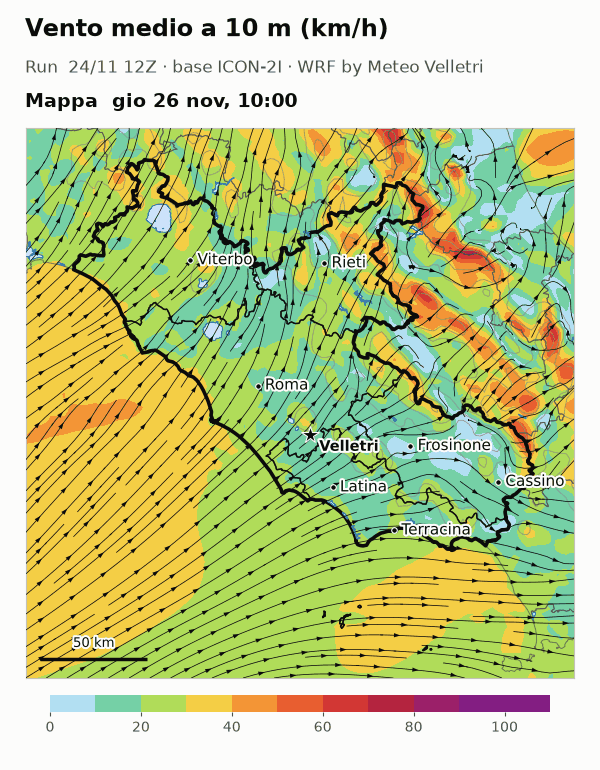 Vento medio a 10 m (km/h)
Run  24/11 12Z · base ICON-2I · WRF by Meteo Velletri
Mappa  gio 26 nov, 10:00
Viterbo
Rieti
Roma
Velletri
Frosinone
Cassino
Latina
Terracina
50 km
0 20 40 60 80 100